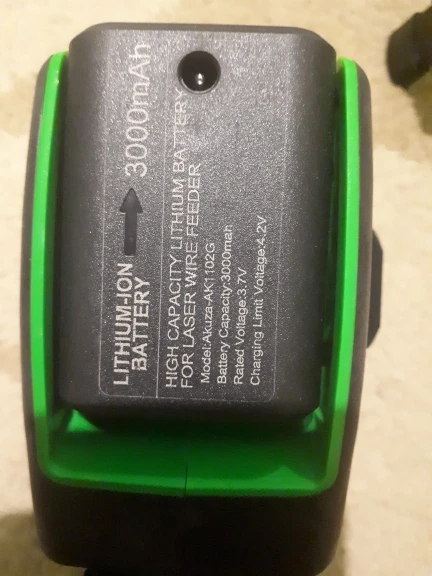 LITHIUM-ION
BATTERY
3000mAh
HIGH CAPACITY LITHIUM BATTERY
FOR LASER WIRE FEEDER
Model:Akuza-AK1102G
Battery Capacity:3000mah
Rated Voltage:3.7V
Charging Limit Voltage:4.2V